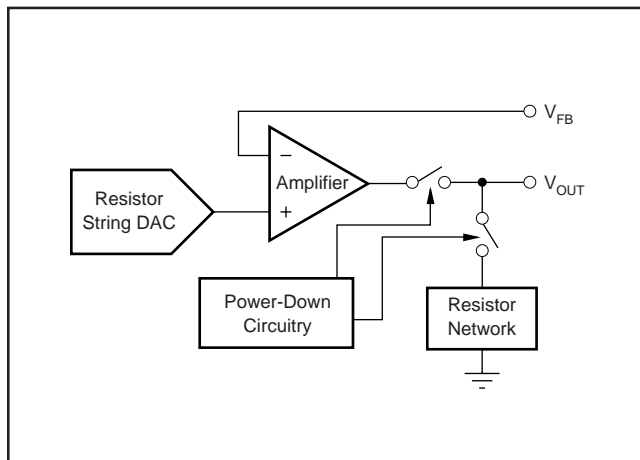 V_FB
−
Amplifier
+
V_OUT
Resistor
String DAC
Power-Down
Circuitry
Resistor
Network